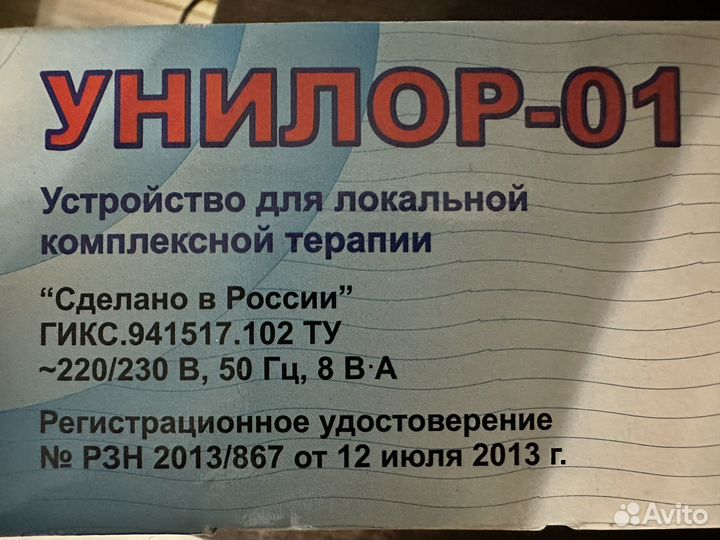 УНИЛОР-01
Устройство для локальной
комплексной терапии
“Сделано в России”
ГИКС.941517.102 ТУ
~220/230 В, 50 Гц, 8 В·А
Регистрационное удостоверение
№ РЗН 2013/867 от 12 июля 2013 г.
Avito